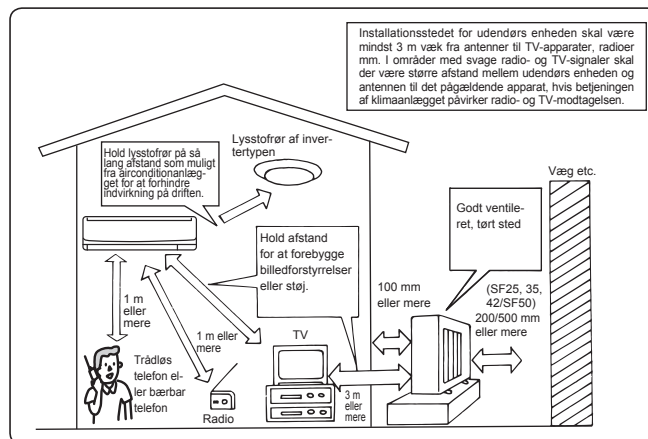 Installationsstedet for udendørs enheden skal være
mindst 3 m væk fra antenner til TV-apparater, radioer
mm. I områder med svage radio- og TV-signaler skal
der være større afstand mellem udendørs enheden og
antennen til det pågældende apparat, hvis betjeningen
af klimaanlægget påvirker radio- og TV-modtagelsen.
Lysstofrør af inver-
tertypen
Hold lysstofrør på så
lang afstand som muligt
fra airconditionanlæg-
get for at forhindre
indvirkning på driften.
Væg etc.
Godt ventile-
ret, tørt sted
Hold afstand
for at forebygge
billedforstyrrelser
eller støj.
100 mm
eller mere
(SF25, 35,
42/SF50)
200/500 mm
eller mere
1 m
eller
mere
1 m eller
mere
TV
Trådløs
telefon el-
ler bærbar
telefon
Radio
3 m
eller
mere